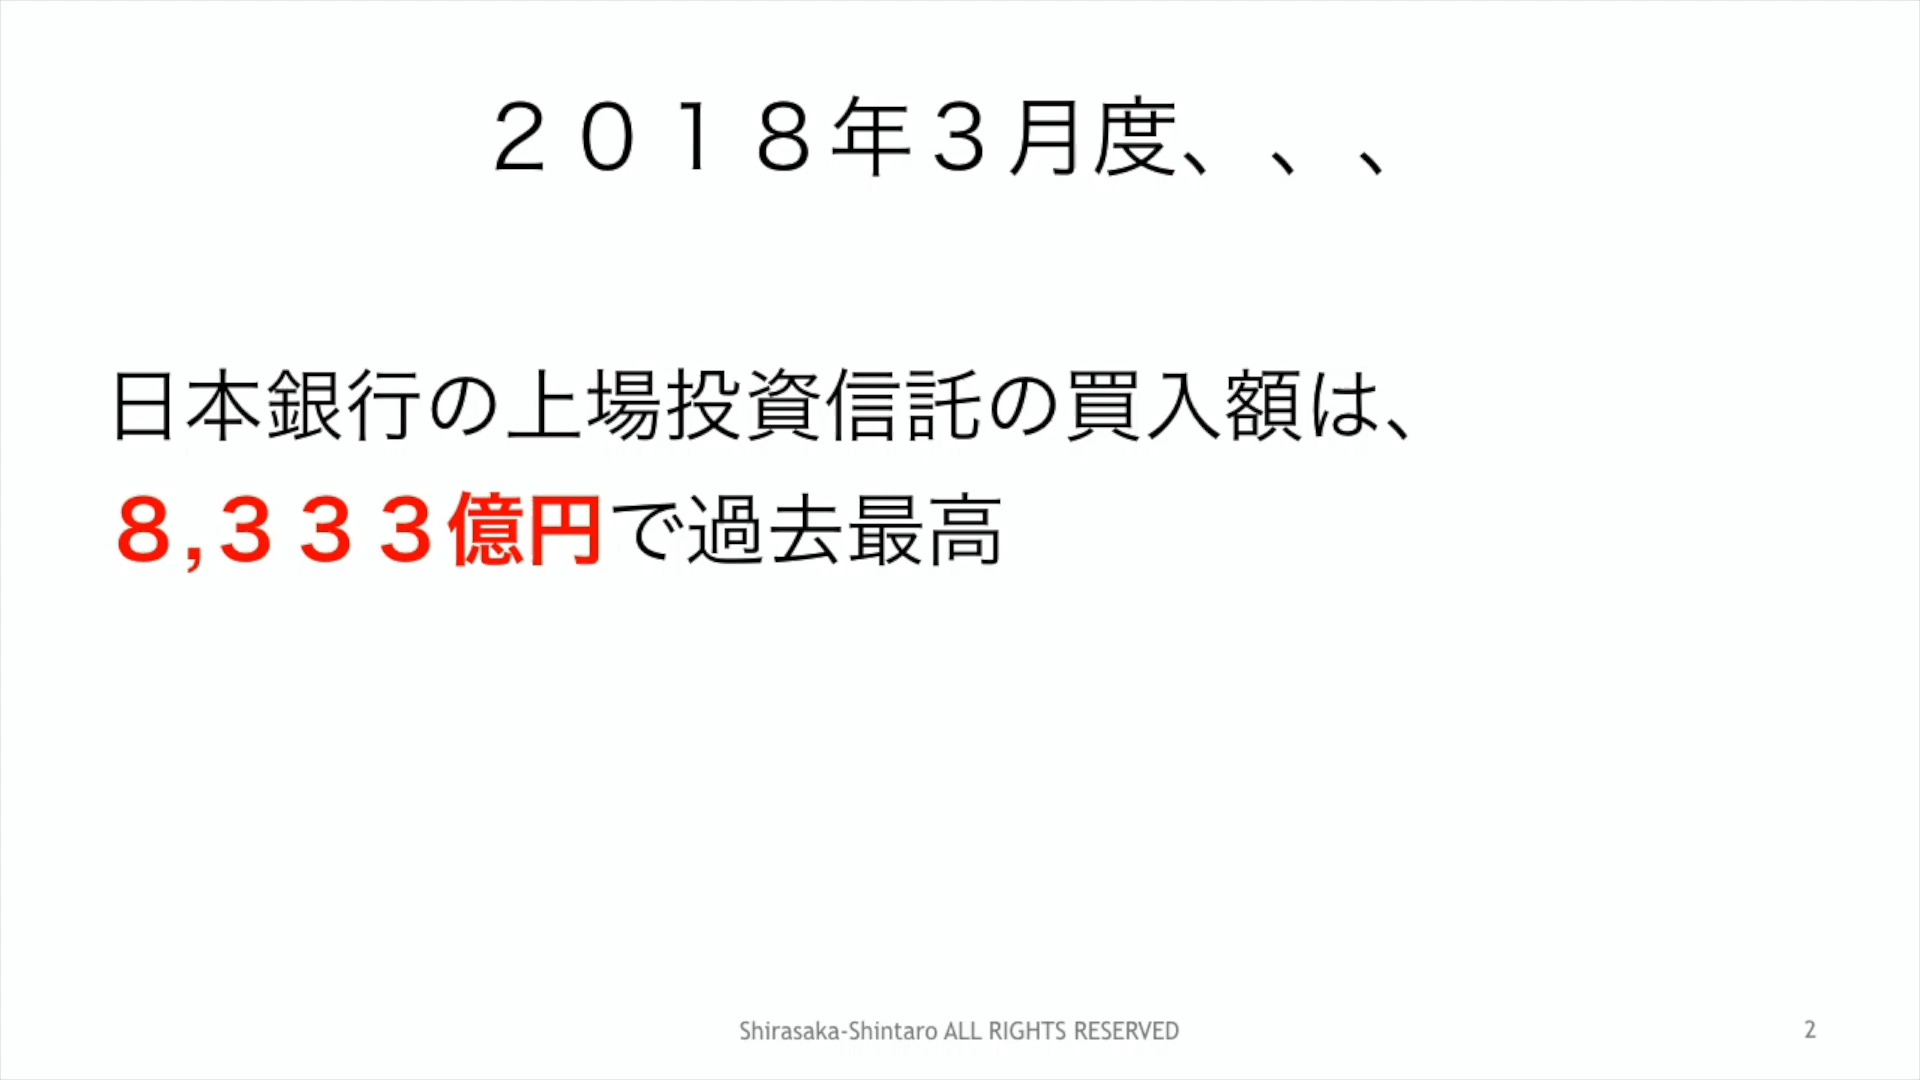 ２０１８年３月度、、、
日本銀行の上場投資信託の買入額は、
８,３３３億円で過去最高
Shirasaka-Shintaro ALL RIGHTS RESERVED
2